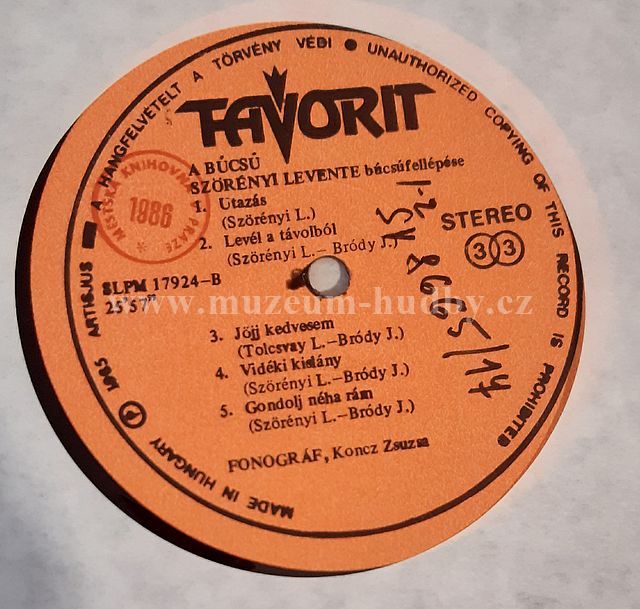 A HANGFELVÉTELT A TÖRVÉNY VÉDI ● UNAUTHORIZED COPYING OF THIS RECORD IS PROHIBITED
FAVORIT
A BÚCSÚ
SZÖRÉNYI LEVENTE búcsúfellépése
1. Utazás
(Szörényi L.)
2. Levél a távolból
(Szörényi L.– Bródy J.)
STEREO
33
MĚSTSKÁ KNIHOVNA V PRAZE
1986
SLPM 17924–B
25'57"
www.muzeum-hudby.cz
3. Jöjj kedvesem
(Tolcsvay L.–Bródy J.)
4. Vidéki kislány
(Szörényi L.–Bródy J.)
5. Gondolj néha rám
(Szörényi L.–Bródy J.)
FONOGRÁF, Koncz Zsuzsa
MADE IN HUNGARY Ⓟ 1985 ARTISJUS